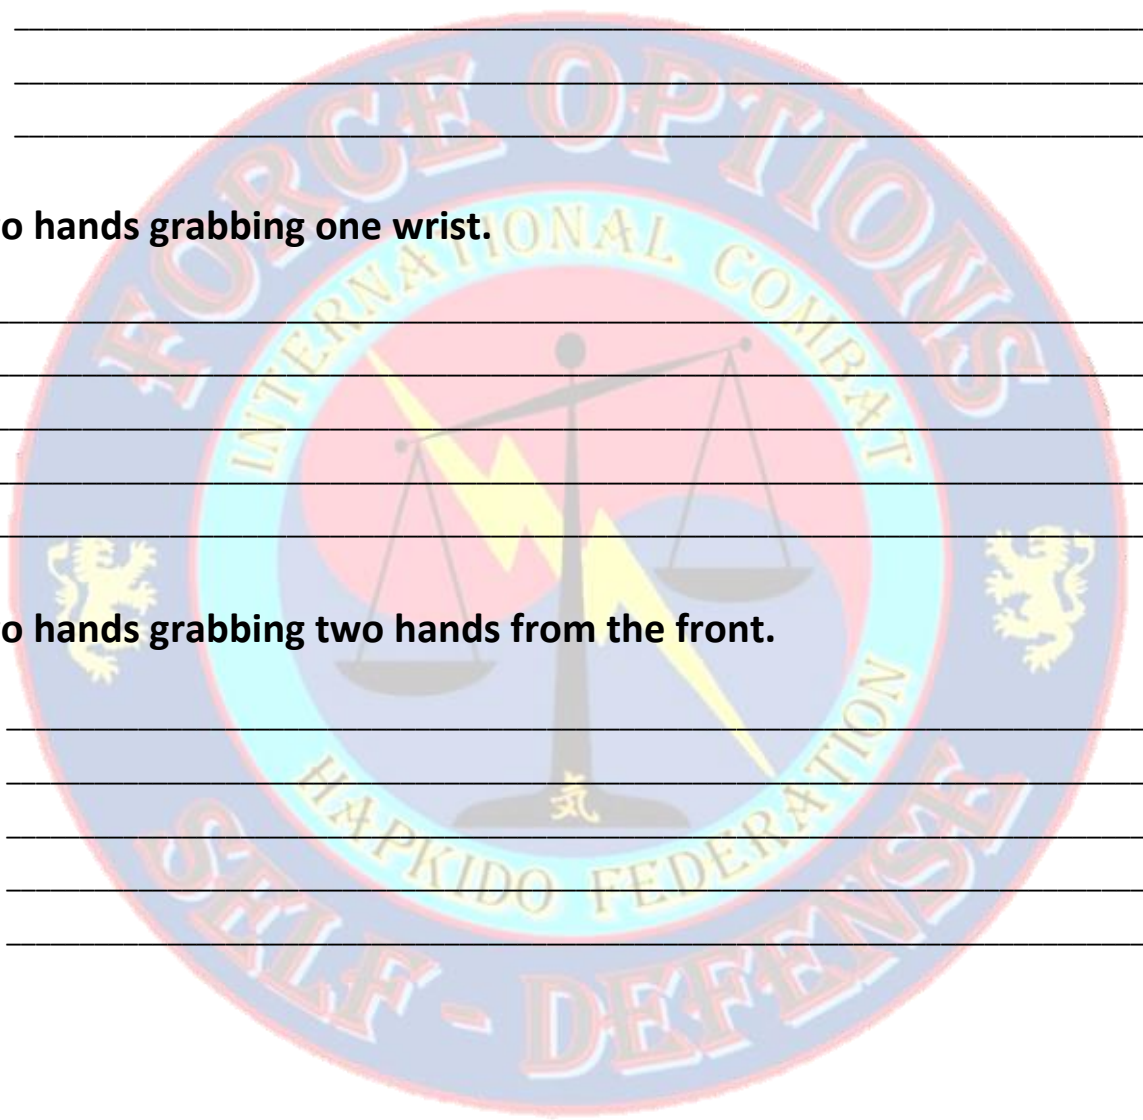 FORCE OPTIONS
INTERNATIONAL COMBAT
o hands grabbing one wrist.
o hands grabbing two hands from the front.
気
HAPKIDO FEDERATION
SELF - DEFENSE